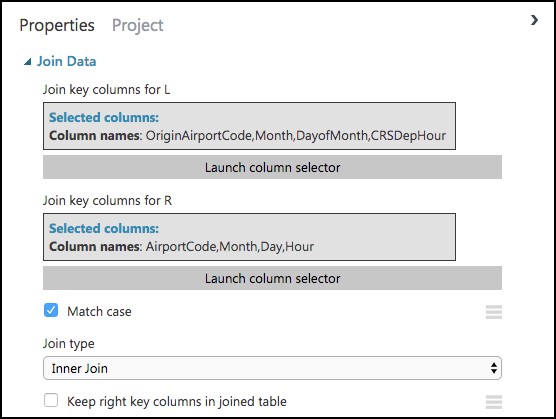 Properties Project
Join Data
Join key columns for L
Selected columns:
Column names: OriginAirportCode,Month,DayofMonth,CRSDepHour
Launch column selector
Join key columns for R
Selected columns:
Column names: AirportCode,Month,Day,Hour
Launch column selector
Match case
Join type
Inner Join
Keep right key columns in joined table